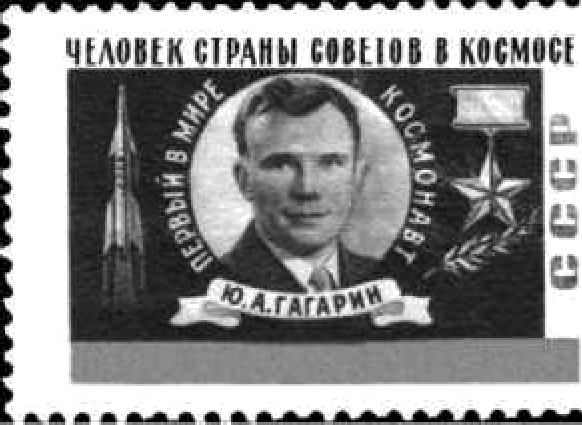 ЧЕЛОВЕК СТРАНЫ СОВЕТОВ В КОСМОСЕ
ПЕРВЫЙ В МИРЕ
КОСМОНАВТ
Ю.А.ГАГАРИН
СССР